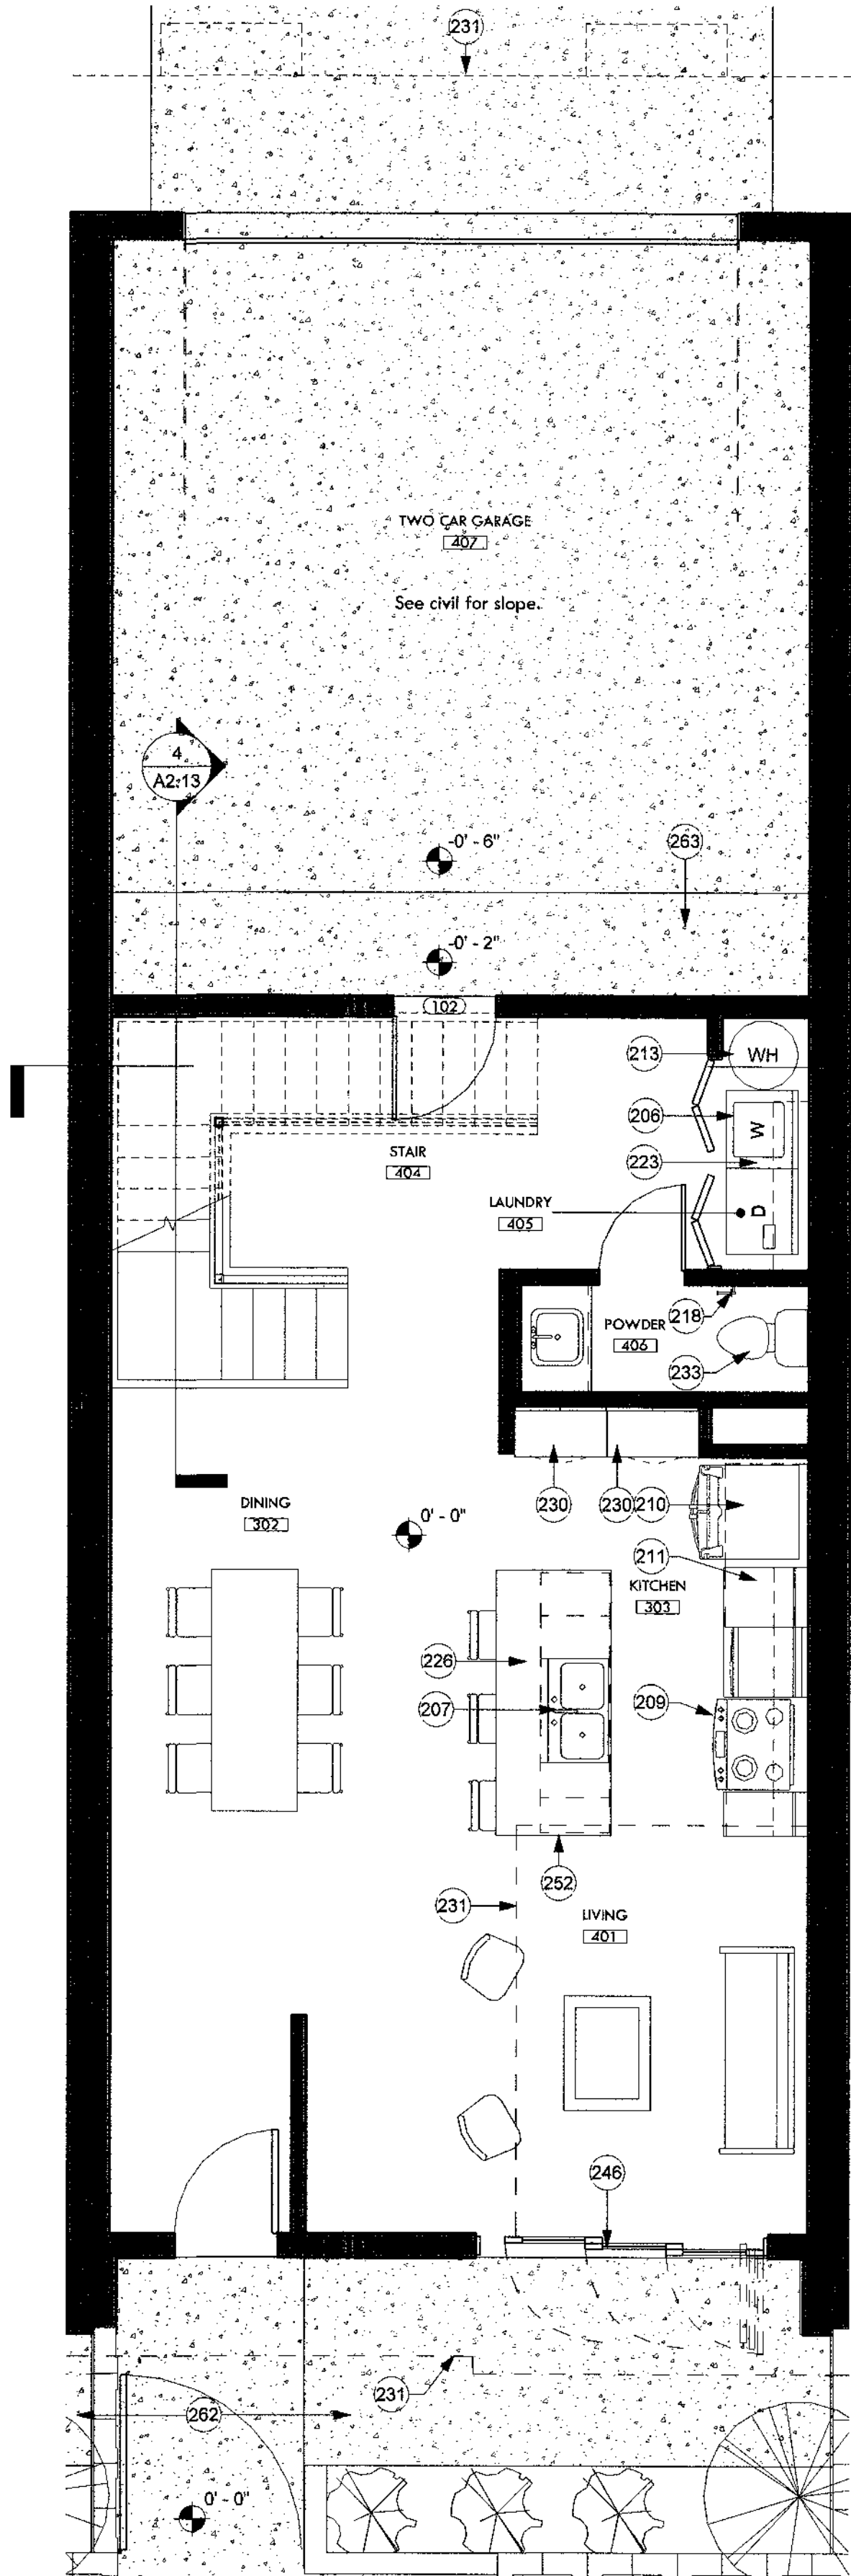 231
TWO CAR GARAGE
407
See civil for slope.
4
A2.13
-0' - 6"
263
-0' - 2"
102
213
WH
206
W
STAIR
404
223
LAUNDRY
405
D
POWDER
406
218
233
230
230
210
DINING
302
0' - 0"
211
KITCHEN
303
226
207
209
252
231
LIVING
401
246
231
262
0' - 0"